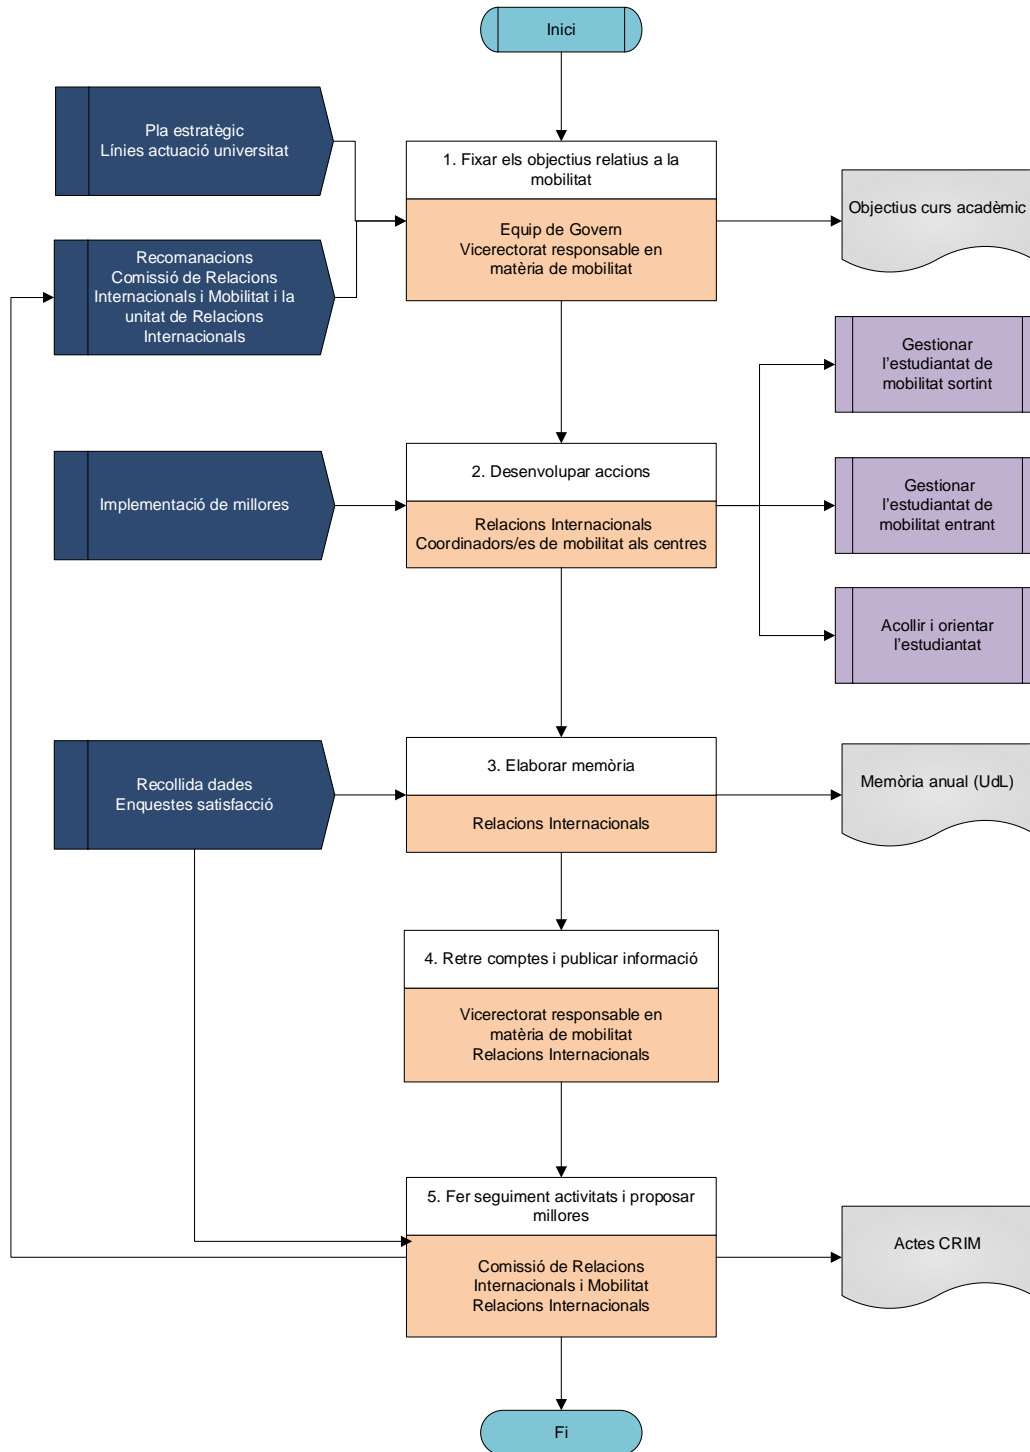 Inici
Pla estratègic
Línies actuació universitat
1. Fixar els objectius relatius a la
mobilitat
Equip de Govern
Vicerectorat responsable en
matèria de mobilitat
Objectius curs acadèmic
Recomanacions
Comissió de Relacions
Internacionals i Mobilitat i la
unitat de Relacions
Internacionals
Gestionar
l'estudiantat de
mobilitat sortint
2. Desenvolupar accions
Relacions Internacionals
Coordinadors/es de mobilitat als centres
Implementació de millores
Gestionar
l'estudiantat de
mobilitat entrant
Acollir i orientar
l'estudiantat
Recollida dades
Enquestes satisfacció
3. Elaborar memòria
Relacions Internacionals
Memòria anual (UdL)
4. Retre comptes i publicar informació
Vicerectorat responsable en
matèria de mobilitat
Relacions Internacionals
5. Fer seguiment activitats i proposar
millores
Comissió de Relacions
Internacionals i Mobilitat
Relacions Internacionals
Actes CRIM
Fi